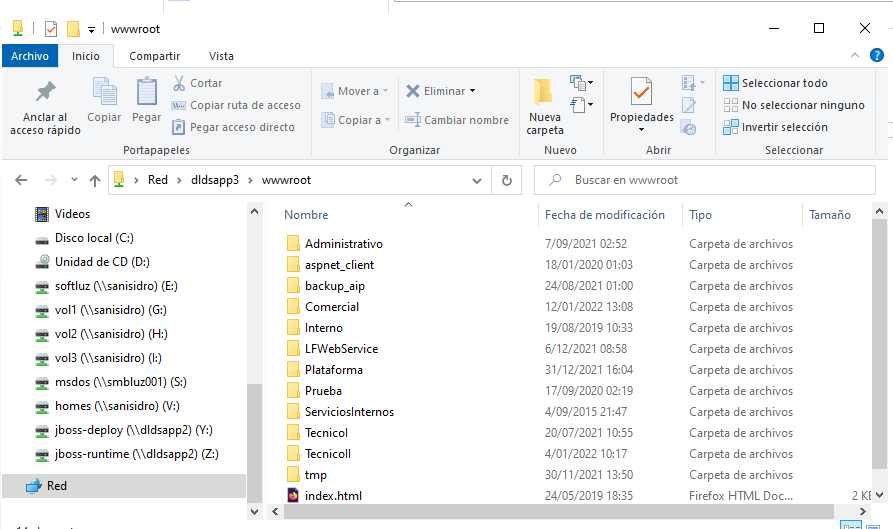 wwwroot
Archivo Inicio Compartir Vista
Anclar al acceso rápido
Copiar
Pegar
Cortar
Copiar ruta de acceso
Pegar acceso directo
Portapapeles
Mover a
Copiar a
Eliminar
Cambiar nombre
Organizar
Nueva carpeta
Nuevo
Propiedades
Abrir
Seleccionar todo
No seleccionar ninguno
Invertir selección
Seleccionar
Red > dldsapp3 > wwwroot
Buscar en wwwroot
Videos
Disco local (C:)
Unidad de CD (D:)
softluz (\\sanisidro) (E:)
vol1 (\\sanisidro) (G:)
vol2 (\\sanisidro) (H:)
vol3 (\\sanisidro) (I:)
msdos (\\smbluz001) (S:)
homes (\\sanisidro) (V:)
jboss-deploy (\\dldsapp2) (Y:)
jboss-runtime (\\dldsapp2) (Z:)
Red
Nombre Fecha de modificación Tipo Tamaño
Administrativo 7/09/2021 02:52 Carpeta de archivos
aspnet_client 18/01/2020 01:03 Carpeta de archivos
backup_aip 24/08/2021 01:00 Carpeta de archivos
Comercial 12/01/2022 13:08 Carpeta de archivos
Interno 19/08/2019 10:33 Carpeta de archivos
LFWebService 6/12/2021 08:58 Carpeta de archivos
Plataforma 31/12/2021 16:04 Carpeta de archivos
Prueba 17/09/2020 02:19 Carpeta de archivos
ServiciosInternos 4/09/2015 21:47 Carpeta de archivos
TecnicoI 20/07/2021 10:55 Carpeta de archivos
TecnicoII 4/01/2022 10:17 Carpeta de archivos
tmp 30/11/2021 13:50 Carpeta de archivos
index.html 24/05/2019 18:35 Firefox HTML Doc... 2 KB